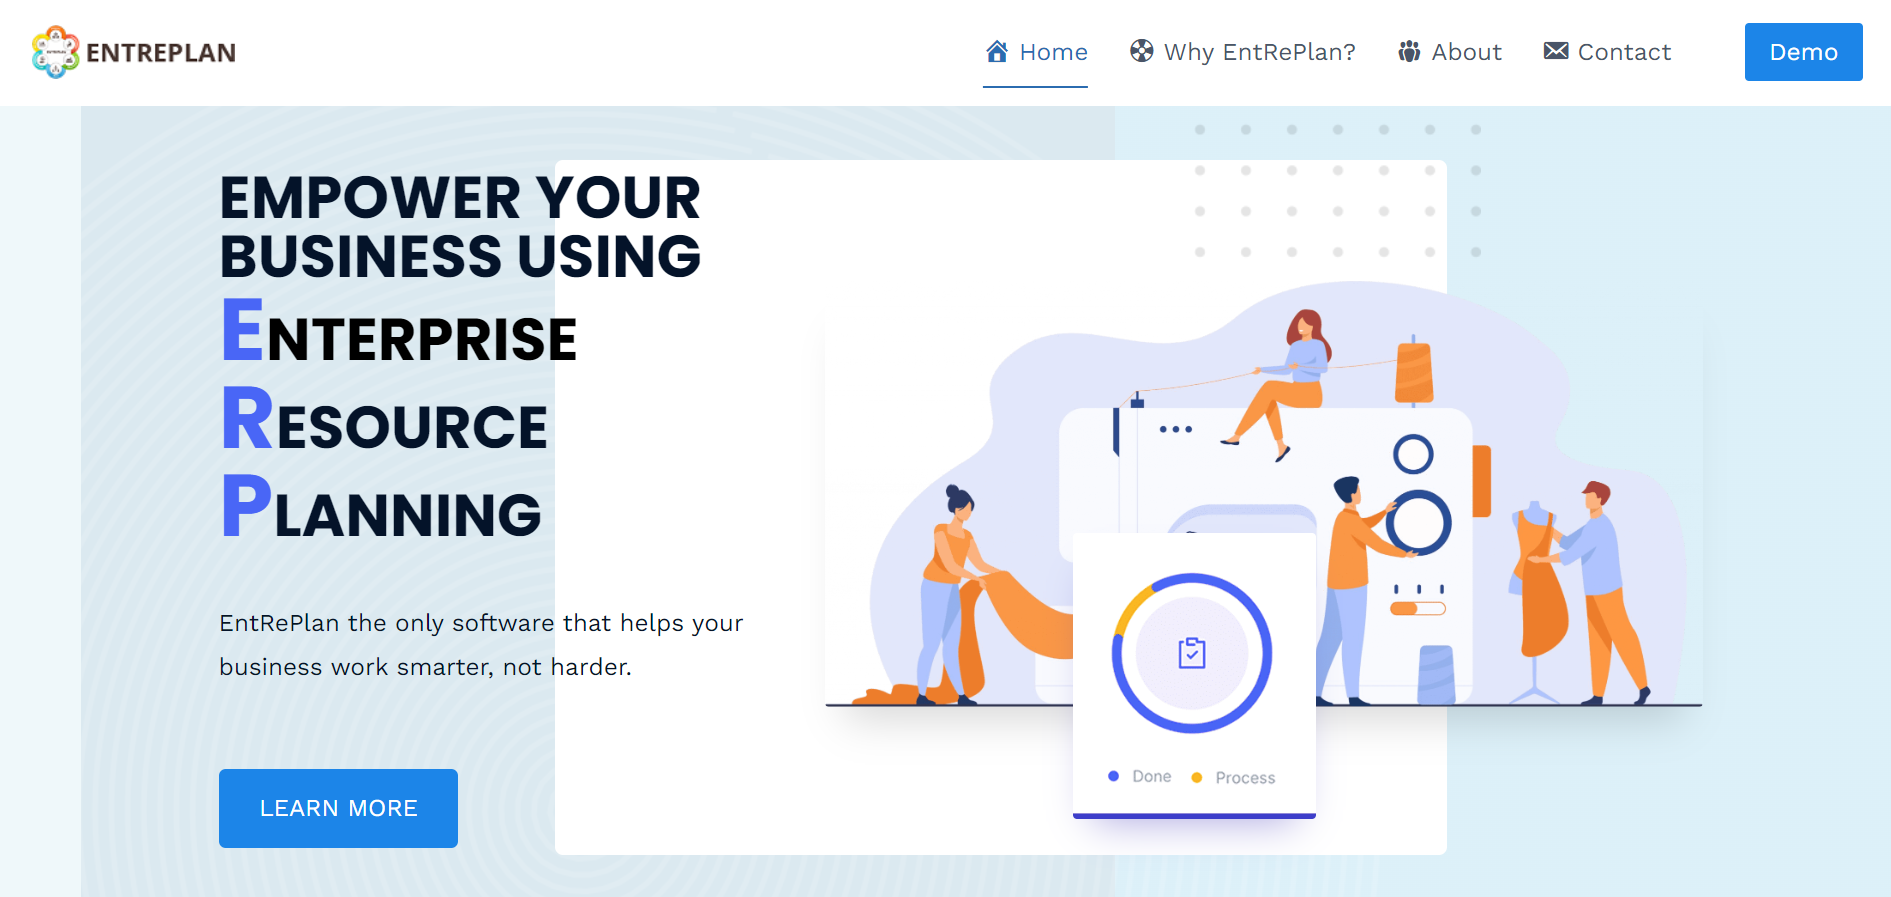 ENTREPLAN
Home
Why EntRePlan?
About
Contact
Demo
EMPOWER YOUR
BUSINESS USING
ENTERPRISE
RESOURCE
PLANNING
EntRePlan the only software that helps your
business work smarter, not harder.
LEARN MORE
Done
Process